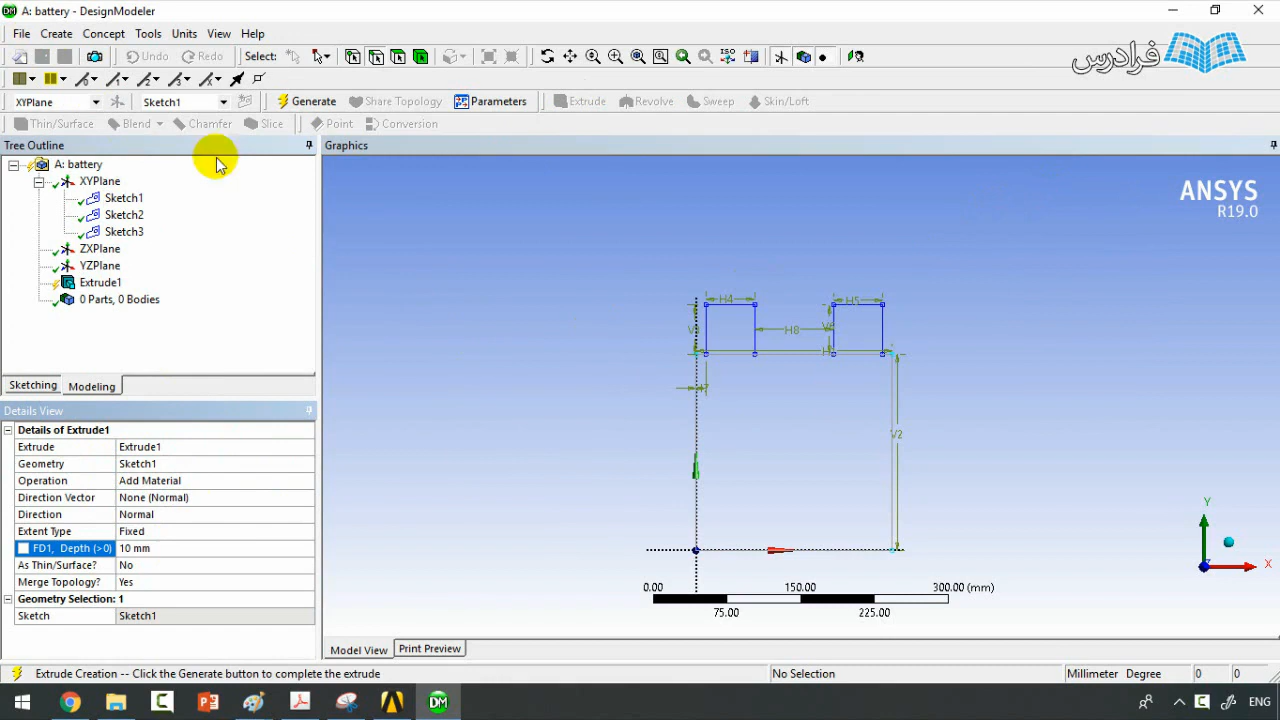 A: battery - DesignModeler
File Create Concept Tools Units View Help
Undo Redo Select:
XYPlane Sketch1 Generate Share Topology Parameters Extrude Revolve Sweep Skin/Loft
Thin/Surface Blend Chamfer Slice Point Conversion
Tree Outline
A: battery
XYPlane
Sketch1
Sketch2
Sketch3
ZXPlane
YZPlane
Extrude1
0 Parts, 0 Bodies
Sketching Modeling
Details View
Details of Extrude1
Extrude Extrude1
Geometry Sketch1
Operation Add Material
Direction Vector None (Normal)
Direction Normal
Extent Type Fixed
FD1, Depth (>0) 10 mm
As Thin/Surface? No
Merge Topology? Yes
Geometry Selection: 1
Sketch Sketch1
Graphics
فرادرس
ANSYS
R19.0
H4 H5
H8
V2
Y
X
0.00 150.00 300.00 (mm)
75.00 225.00
Model View Print Preview
Extrude Creation -- Click the Generate button to complete the extrude No Selection Millimeter Degree 0 0
DM ENG